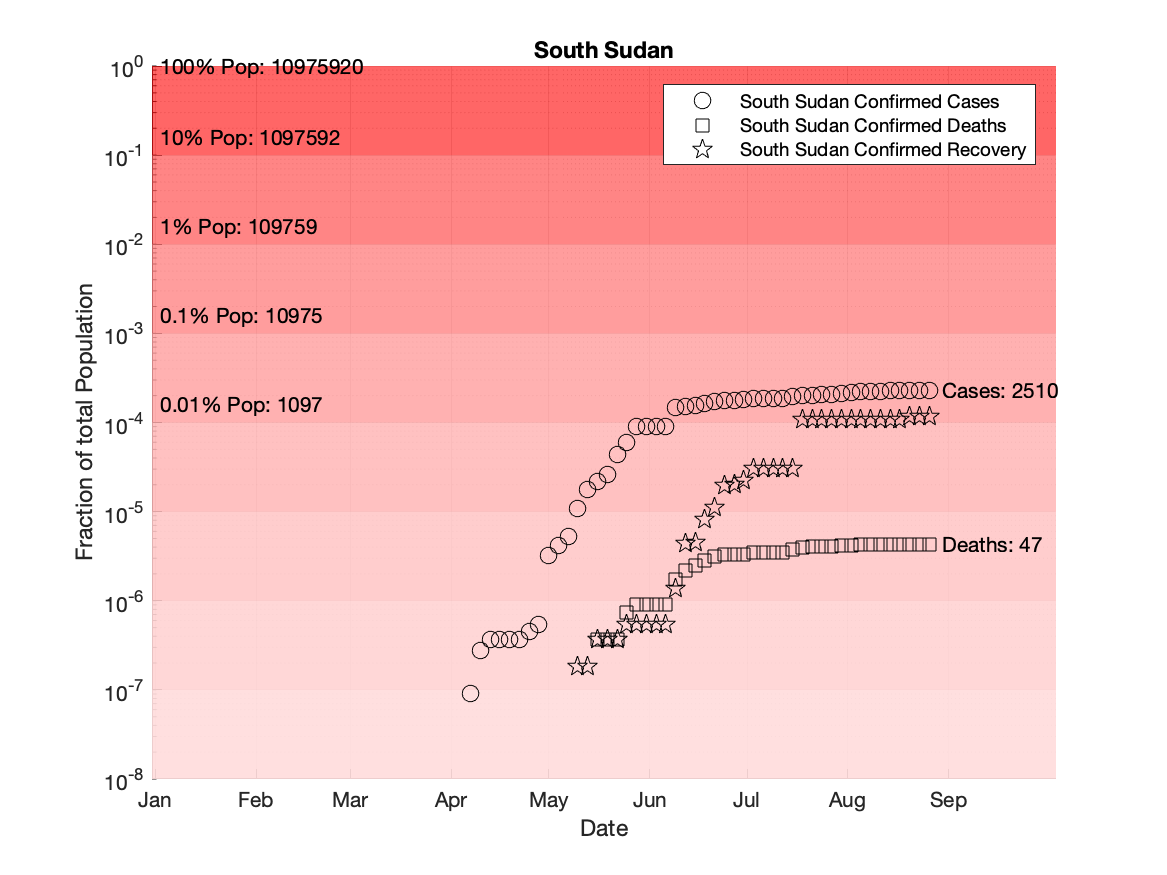 South Sudan
10^0
10^-1
10^-2
10^-3
10^-4
10^-5
10^-6
10^-7
10^-8
Fraction of total Population
100% Pop: 10975920
10% Pop: 1097592
1% Pop: 109759
0.1% Pop: 10975
0.01% Pop: 1097
South Sudan Confirmed Cases
South Sudan Confirmed Deaths
South Sudan Confirmed Recovery
Cases: 2510
Deaths: 47
Jan Feb Mar Apr May Jun Jul Aug Sep
Date